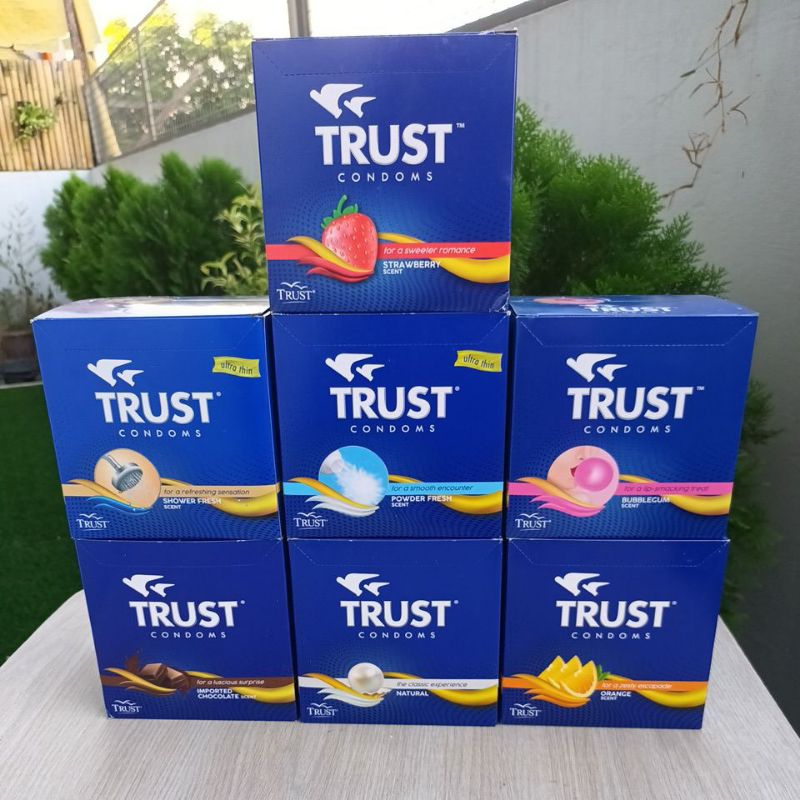 TRUST™
CONDOMS
for a sweeter romance
STRAWBERRY
SCENT
TRUST®
TRUST®
CONDOMS
ultra thin
for a refreshing sensation
SHOWER FRESH
SCENT
TRUST®
TRUST®
CONDOMS
ultra thin
for a smooth encounter
POWDER FRESH
SCENT
TRUST®
TRUST
TRUST™
CONDOMS
for a lip-smacking treat
BUBBLEGUM
SCENT
TRUST®
TRUST®
CONDOMS
for a luscious surprise
IMPORTED
CHOCOLATE SCENT
TRUST®
TRUST®
CONDOMS
the classic experience
NATURAL
TRUST®
TRUST®
CONDOMS
for a zesty escapade
ORANGE
SCENT
TRUST®